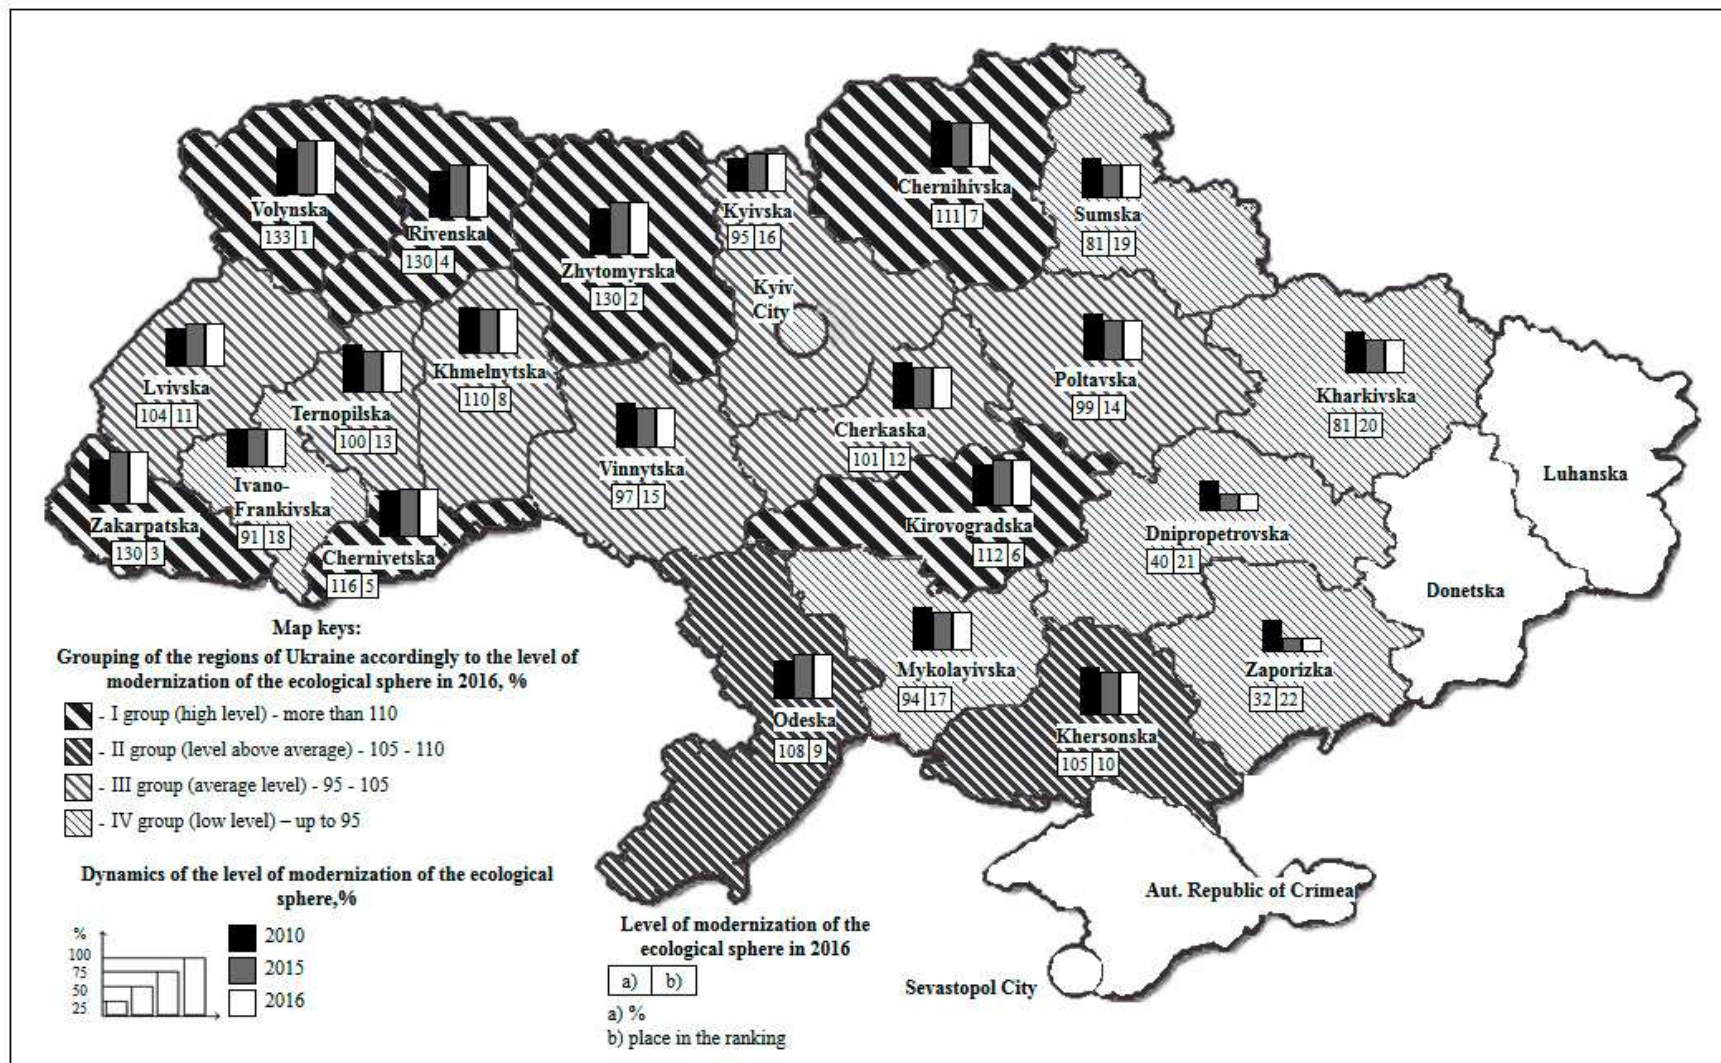 Volynska
133 1
Rivenska
130 4
Zhytomyrska
130 2
Kyivska
95 16
Kyiv
City
Chernihivska
111 7
Sumska
81 19
Lvivska
104 11
Ternopilska
100 13
Khmelnytska
110 8
Vinnytska
97 15
Cherkaska
101 12
Poltavska
99 14
Kharkivska
81 20
Luhanska
Zakarpatska
130 3
Ivano-
Frankivska
91 18
Chernivetska
116 5
Kirovogradska
112 6
Dnipropetrovska
40 21
Donetska
Odeska
108 9
Mykolayivska
94 17
Khersonska
105 10
Zaporizka
32 22
Aut. Republic of Crimea
Sevastopol City
Map keys:
Grouping of the regions of Ukraine accordingly to the level of
modernization of the ecological sphere in 2016, %
- I group (high level) - more than 110
- II group (level above average) - 105 - 110
- III group (average level) - 95 - 105
- IV group (low level) – up to 95
Dynamics of the level of modernization of the ecological
sphere,%
%
100
75
50
25
2010
2015
2016
Level of modernization of the
ecological sphere in 2016
a) b)
a) %
b) place in the ranking